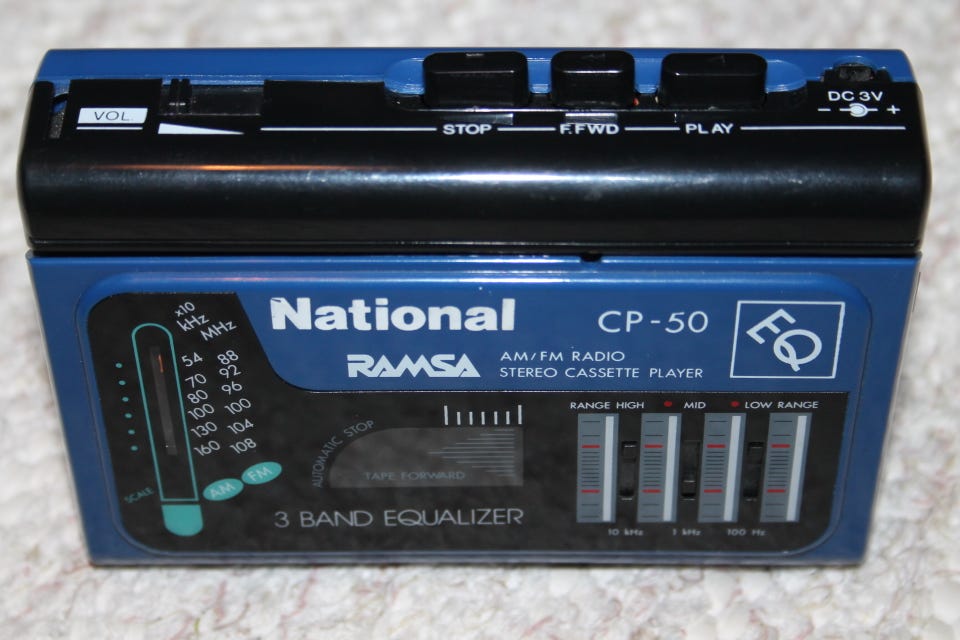 VOL.
STOP
F.FWD
PLAY
DC 3V
- +
National
CP-50
EQ
RAMSA
AM/FM RADIO
STEREO CASSETTE PLAYER
x10
kHz MHz
54 88
70 92
80 96
100 100
130 104
160 108
SCALE
AM FM
AUTOMATIC STOP
TAPE FORWARD
3 BAND EQUALIZER
RANGE HIGH MID LOW RANGE
10 kHz 1 kHz 100 Hz